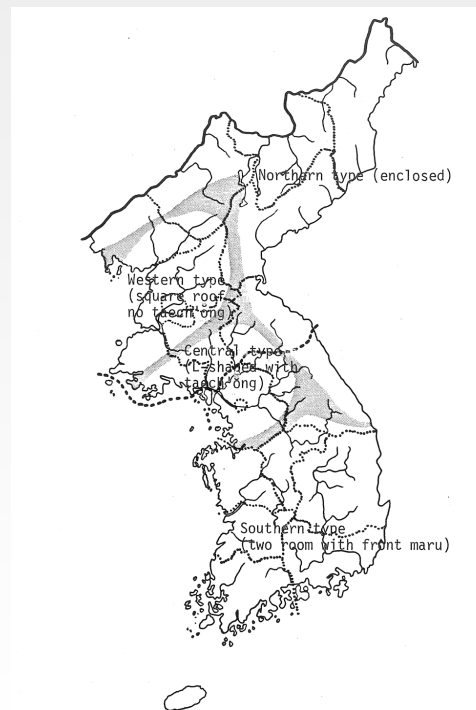 Northern type (enclosed)
Western type
(square roof
no taech'ong)
Central type
(L-shaped with
taech'ong)
Southern type
(two room with front maru)